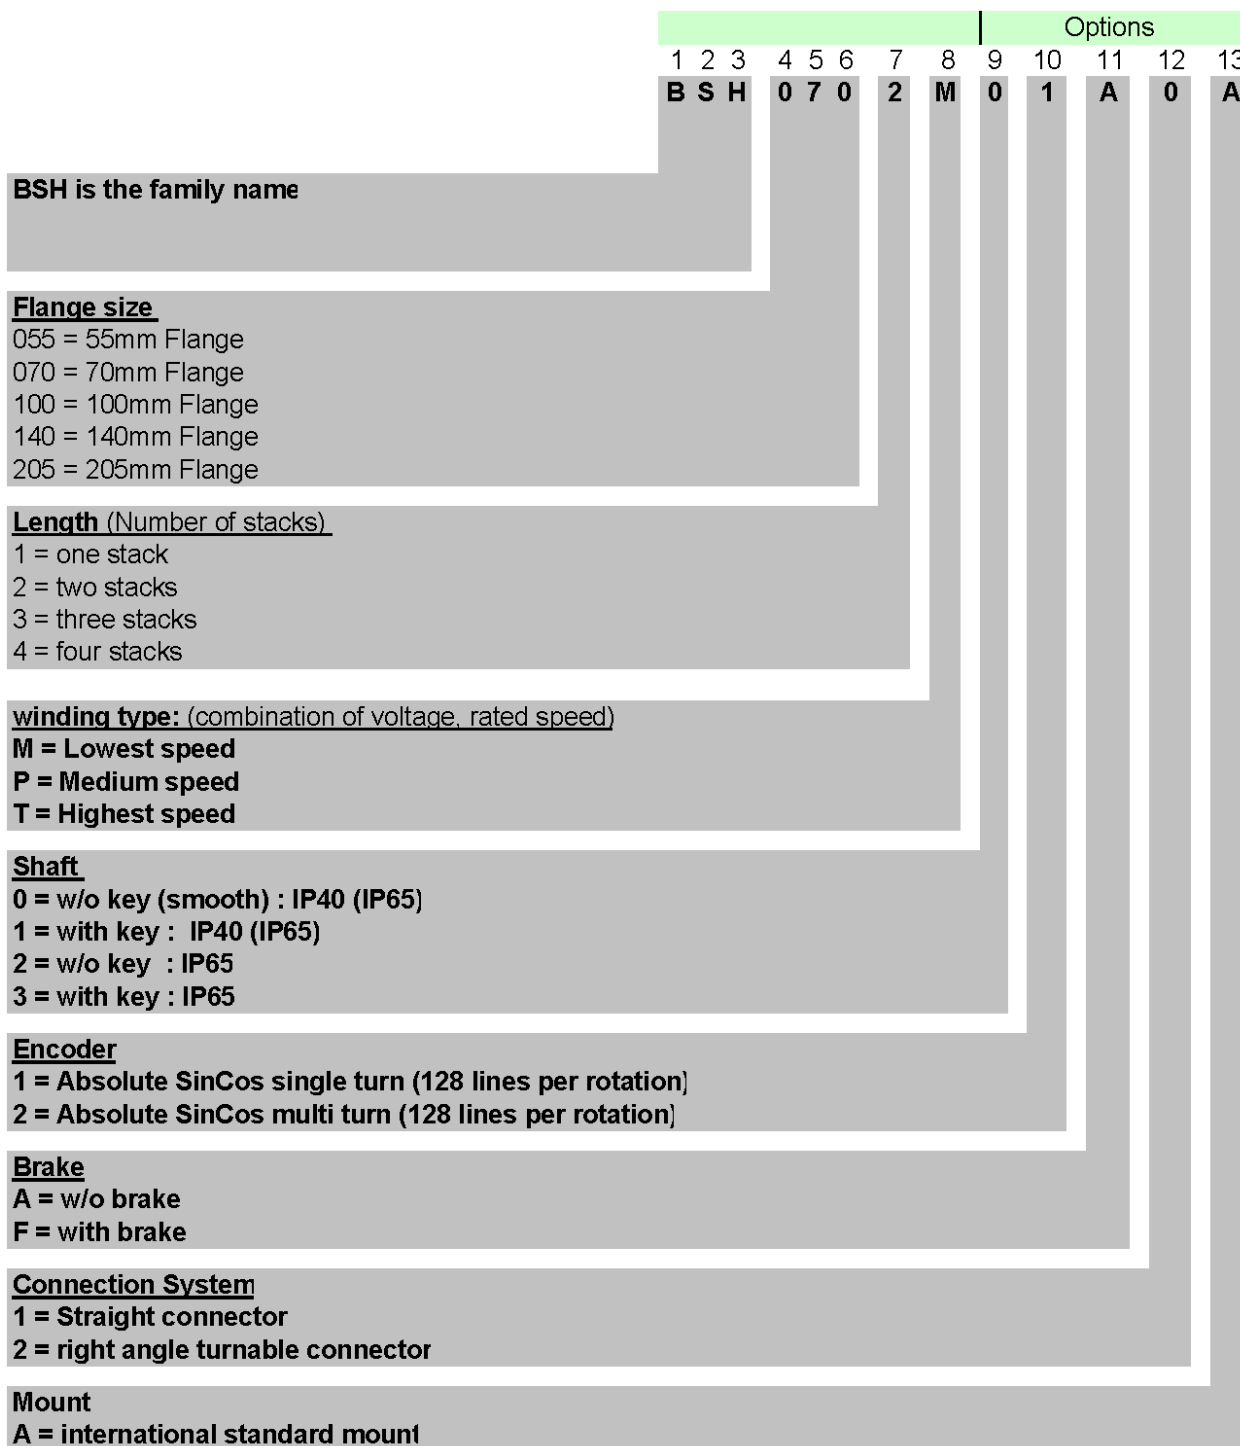 Options
1 2 3 4 5 6 7 8 9 10 11 12 13
B S H 0 7 0 2 M 0 1 A 0 A
BSH is the family name
Flange size
055 = 55mm Flange
070 = 70mm Flange
100 = 100mm Flange
140 = 140mm Flange
205 = 205mm Flange
Length (Number of stacks)
1 = one stack
2 = two stacks
3 = three stacks
4 = four stacks
winding type: (combination of voltage, rated speed)
M = Lowest speed
P = Medium speed
T = Highest speed
Shaft
0 = w/o key (smooth) : IP40 (IP65)
1 = with key : IP40 (IP65)
2 = w/o key : IP65
3 = with key : IP65
Encoder
1 = Absolute SinCos single turn (128 lines per rotation)
2 = Absolute SinCos multi turn (128 lines per rotation)
Brake
A = w/o brake
F = with brake
Connection System
1 = Straight connector
2 = right angle turnable connector
Mount
A = international standard mount